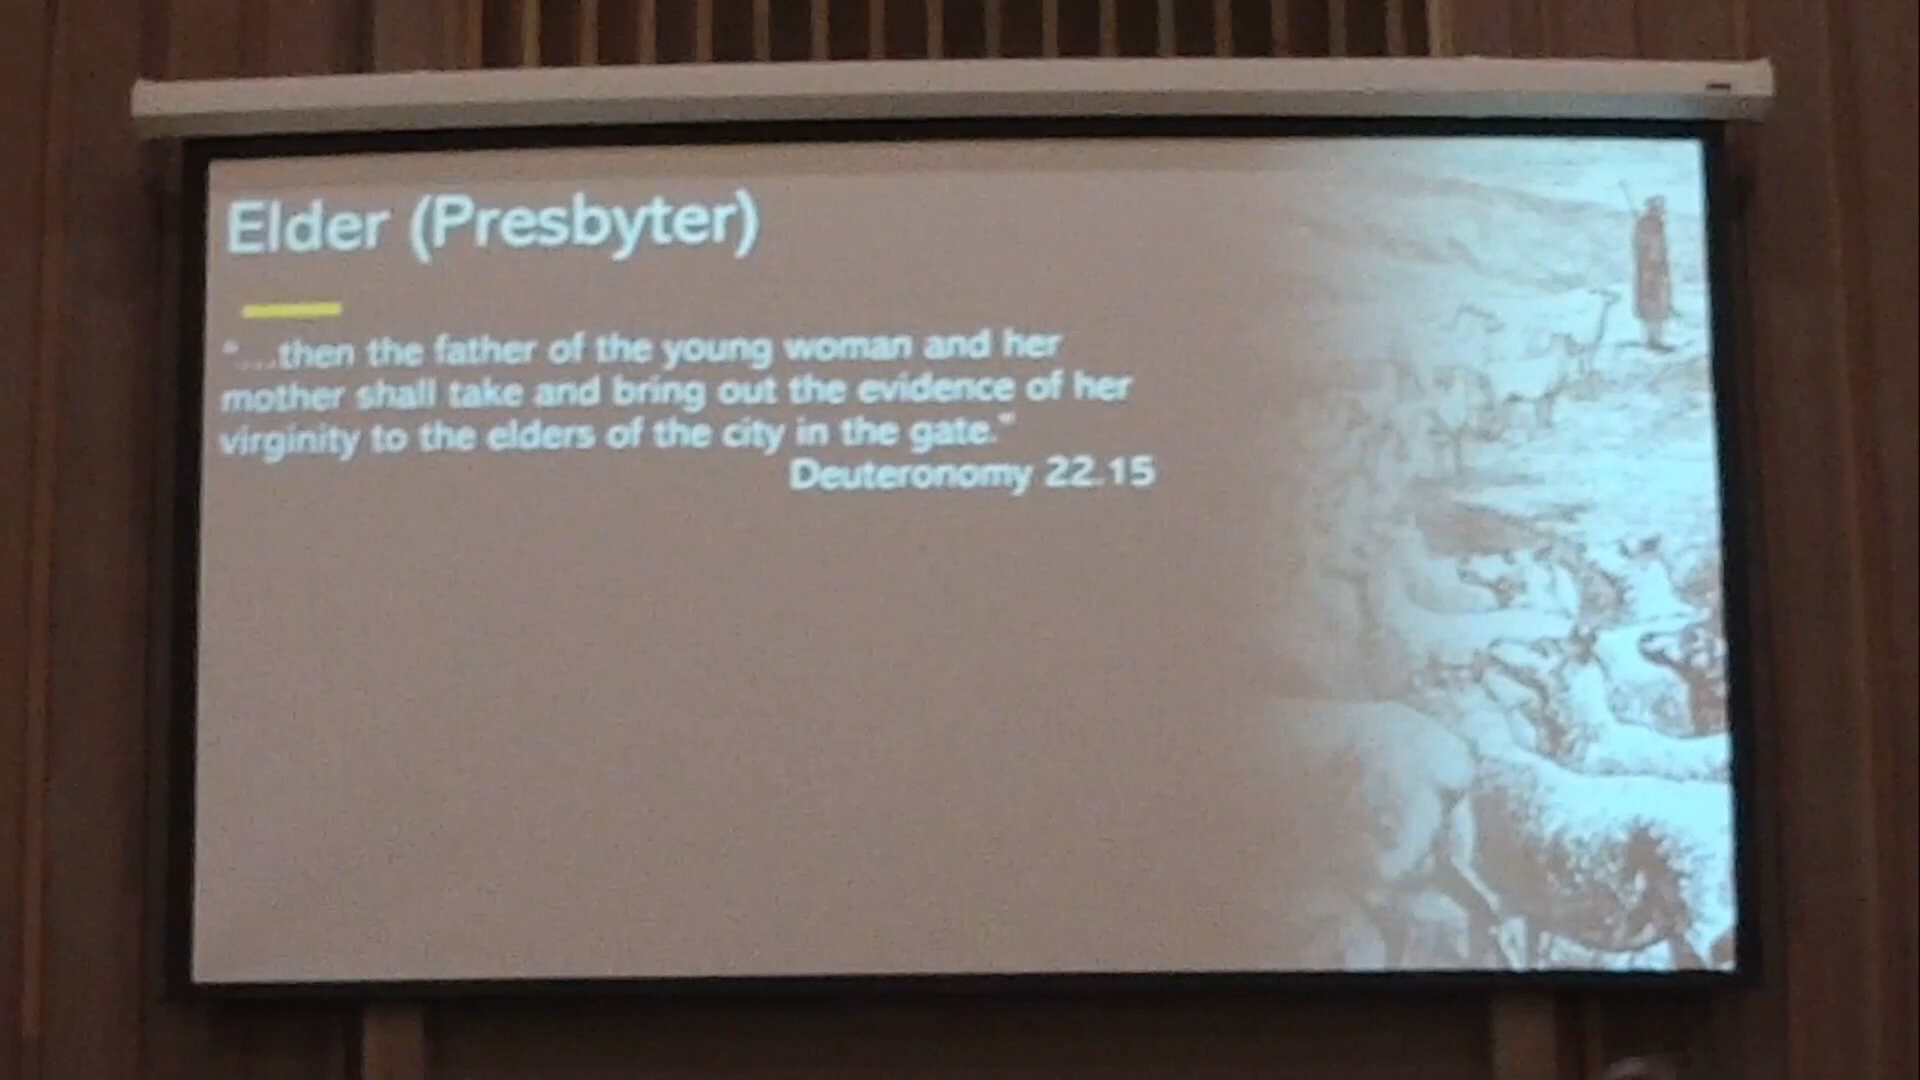 Elder (Presbyter)
"...then the father of the young woman and her
mother shall take and bring out the evidence of her
virginity to the elders of the city in the gate."
Deuteronomy 22.15